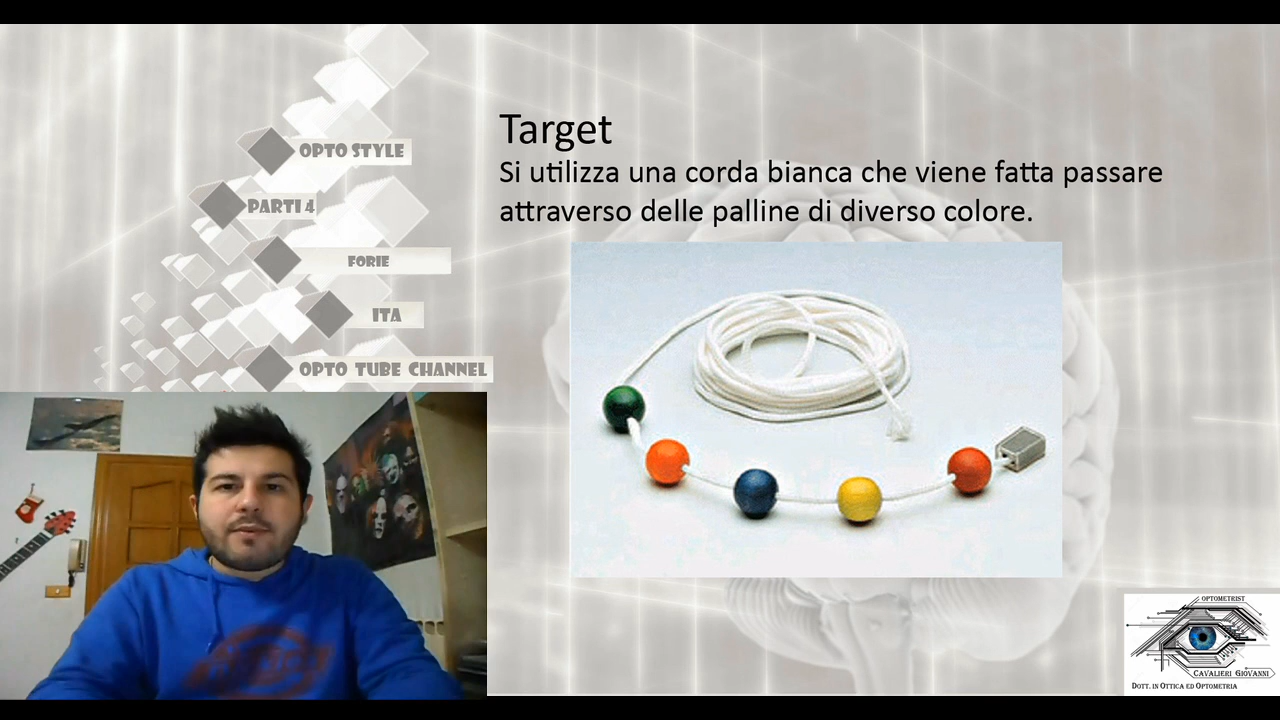 OPTO STYLE
PARTI 4
FORIE
ITA
OPTO TUBE CHANNEL
Target
Si utilizza una corda bianca che viene fatta passare
attraverso delle palline di diverso colore.
OPTOMETRIST
CAVALIERI GIOVANNI
DOTT. IN OTTICA ED OPTOMETRIA